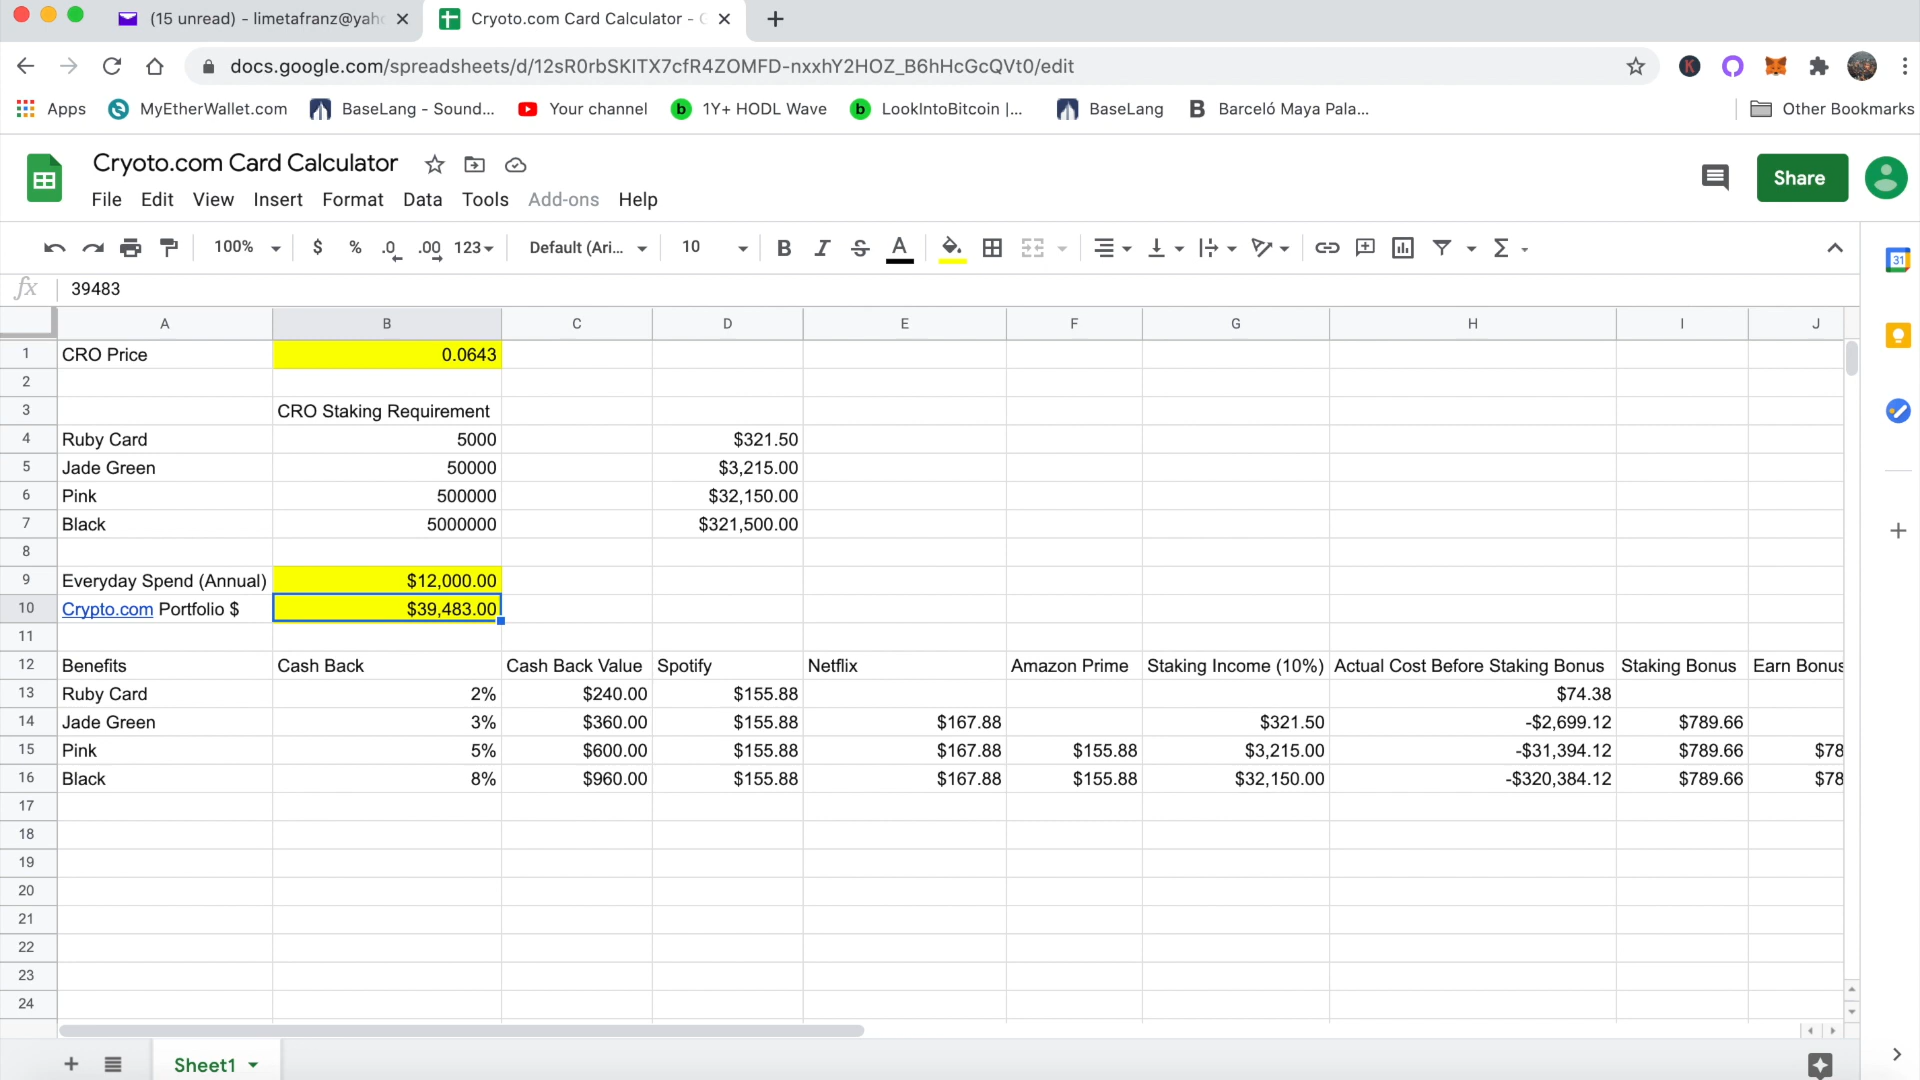 (15 unread) - limetafranz@yah
Cryoto.com Card Calculator -
docs.google.com/spreadsheets/d/12sR0rbSKITX7cfR4ZOMFD-nxxhY2HOZ_B6hHcGcQVt0/edit
K
Apps MyEtherWallet.com BaseLang - Sound... Your channel b 1Y+ HODL Wave b LookIntoBitcoin |... BaseLang B Barceló Maya Pala... Other Bookmarks
Cryoto.com Card Calculator
Share
File Edit View Insert Format Data Tools Add-ons Help
100% $ % .0 .00 123 Default (Ari... 10 B I S A Σ
31
fx 39483
A B C D E F G H I J
1 CRO Price 0.0643
2
3 CRO Staking Requirement
4 Ruby Card 5000 $321.50
5 Jade Green 50000 $3,215.00
6 Pink 500000 $32,150.00
7 Black 5000000 $321,500.00
8
9 Everyday Spend (Annual) $12,000.00
10 Crypto.com Portfolio $ $39,483.00
11
12 Benefits Cash Back Cash Back Value Spotify Netflix Amazon Prime Staking Income (10%) Actual Cost Before Staking Bonus Staking Bonus Earn Bonus
13 Ruby Card 2% $240.00 $155.88 $74.38
14 Jade Green 3% $360.00 $155.88 $167.88 $321.50 -$2,699.12 $789.66
15 Pink 5% $600.00 $155.88 $167.88 $155.88 $3,215.00 -$31,394.12 $789.66 $78
16 Black 8% $960.00 $155.88 $167.88 $155.88 $32,150.00 -$320,384.12 $789.66 $78
17
18
19
20
21
22
23
24
Sheet1